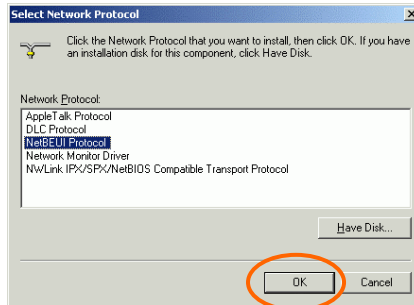 Select Network Protocol
Click the Network Protocol that you want to install, then click OK. If you have
an installation disk for this component, click Have Disk.
Network Protocol:
AppleTalk Protocol
DLC Protocol
NetBEUI Protocol
Network Monitor Driver
NWLink IPX/SPX/NetBIOS Compatible Transport Protocol
Have Disk...
OK
Cancel